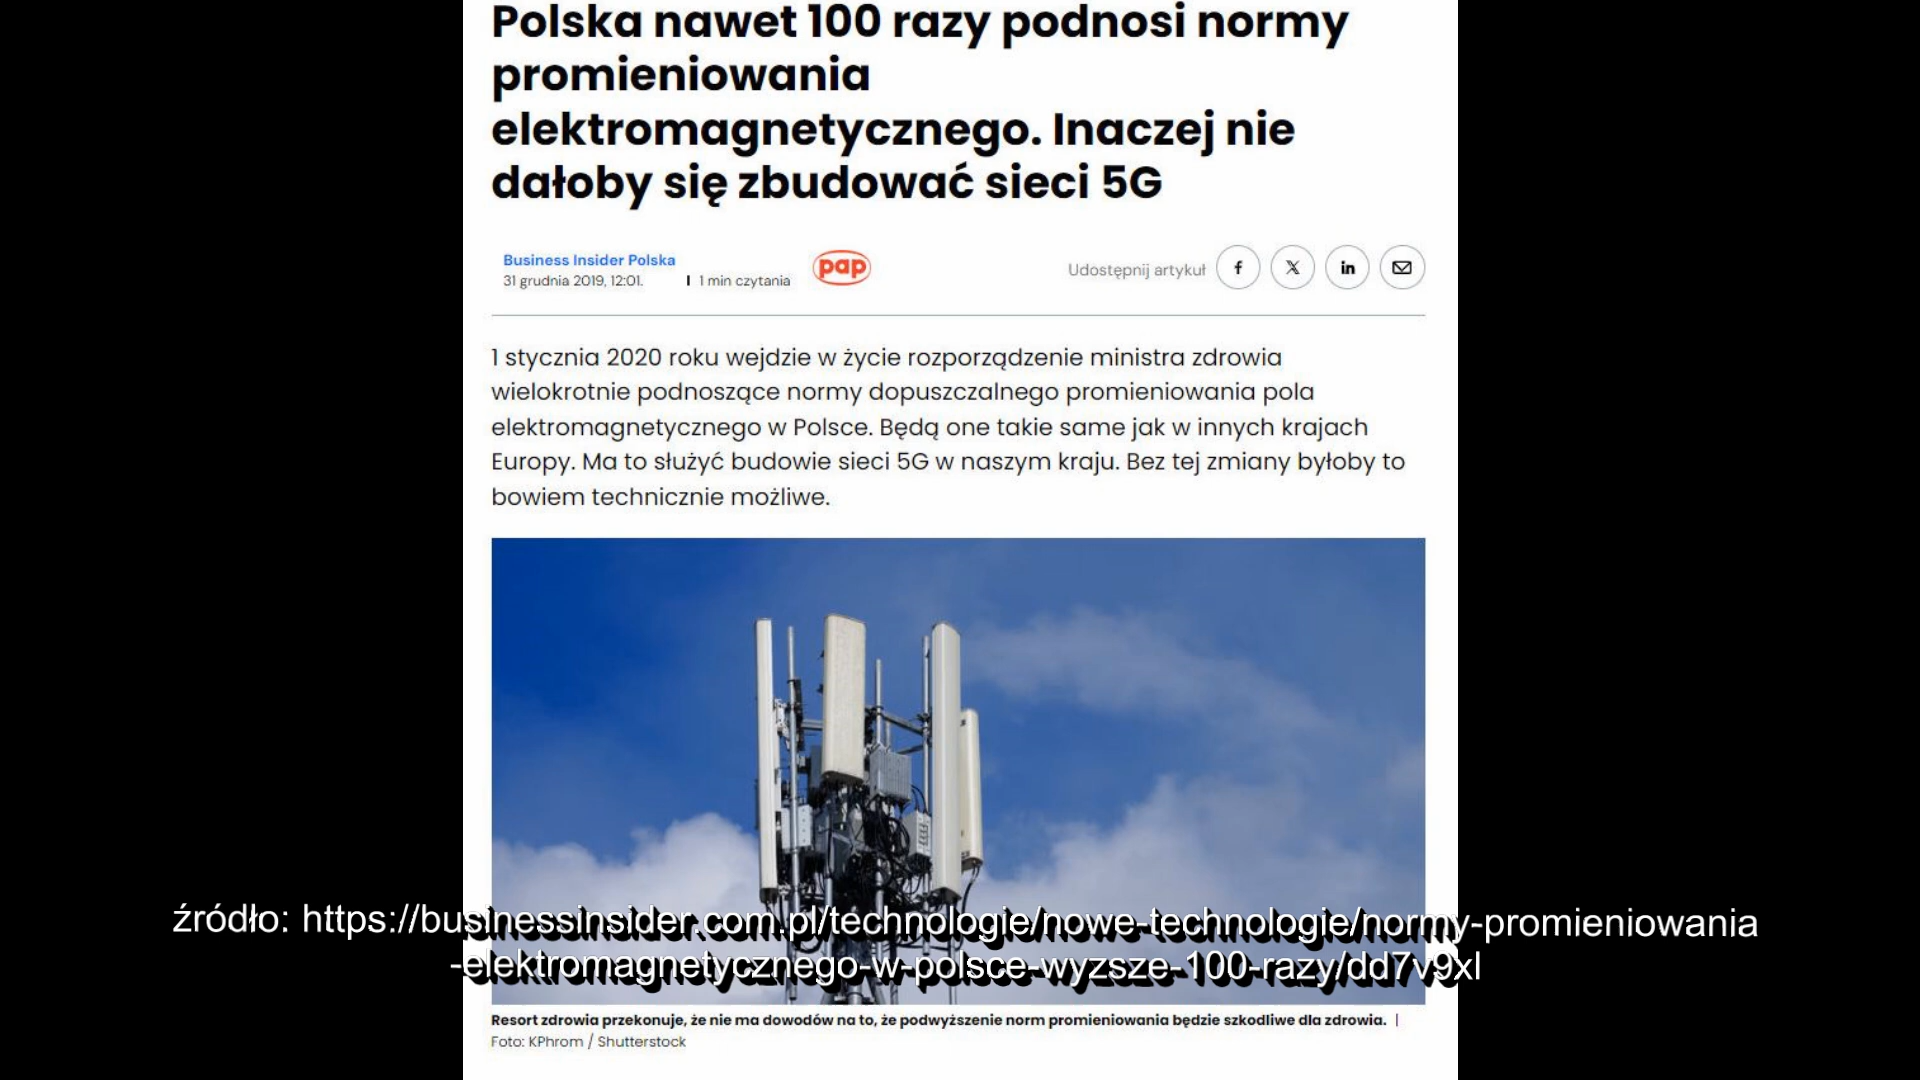 Polska nawet 100 razy podnosi normy
promieniowania
elektromagnetycznego. Inaczej nie
dałoby się zbudować sieci 5G
Business Insider Polska
31 grudnia 2019, 12:01.
1 min czytania
pap
Udostępnij artykuł
1 stycznia 2020 roku wejdzie w życie rozporządzenie ministra zdrowia
wielokrotnie podnoszące normy dopuszczalnego promieniowania pola
elektromagnetycznego w Polsce. Będą one takie same jak w innych krajach
Europy. Ma to służyć budowie sieci 5G w naszym kraju. Bez tej zmiany byłoby to
bowiem technicznie możliwe.
źródło: https://businessinsider.com.pl/technologie/nowe-technologie/normy-promieniowania
-elektromagnetycznego-w-polsce-wyzsze-100-razy/dd7v9xl
Resort zdrowia przekonuje, że nie ma dowodów na to, że podwyższenie norm promieniowania będzie szkodliwe dla zdrowia. |
Foto: KPhrom / Shutterstock